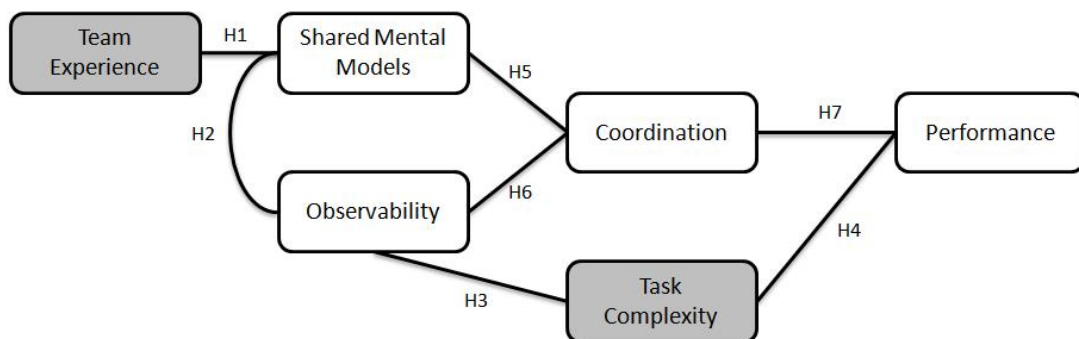 Team
Experience
H1
Shared Mental
Models
H5
H2
Coordination
H7
Performance
Observability
H6
H4
H3
Task
Complexity